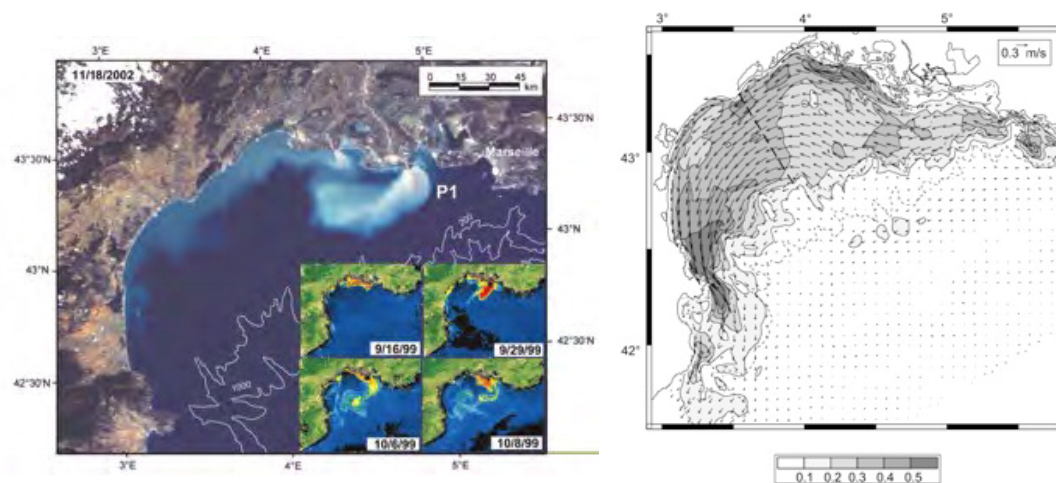 3°E 4°E 5°E
11/18/2002
0 15 30 45
km
43°30'N
43°30'N
Marseille
P1
200
43°N
43°N
9/16/99
9/29/99
42°30'N
42°30'N
1000
10/6/99
10/8/99
3°E 4°E 5°E
3° 4° 5°
0.3 m/s
43°
42°
0.1 0.2 0.3 0.4 0.5